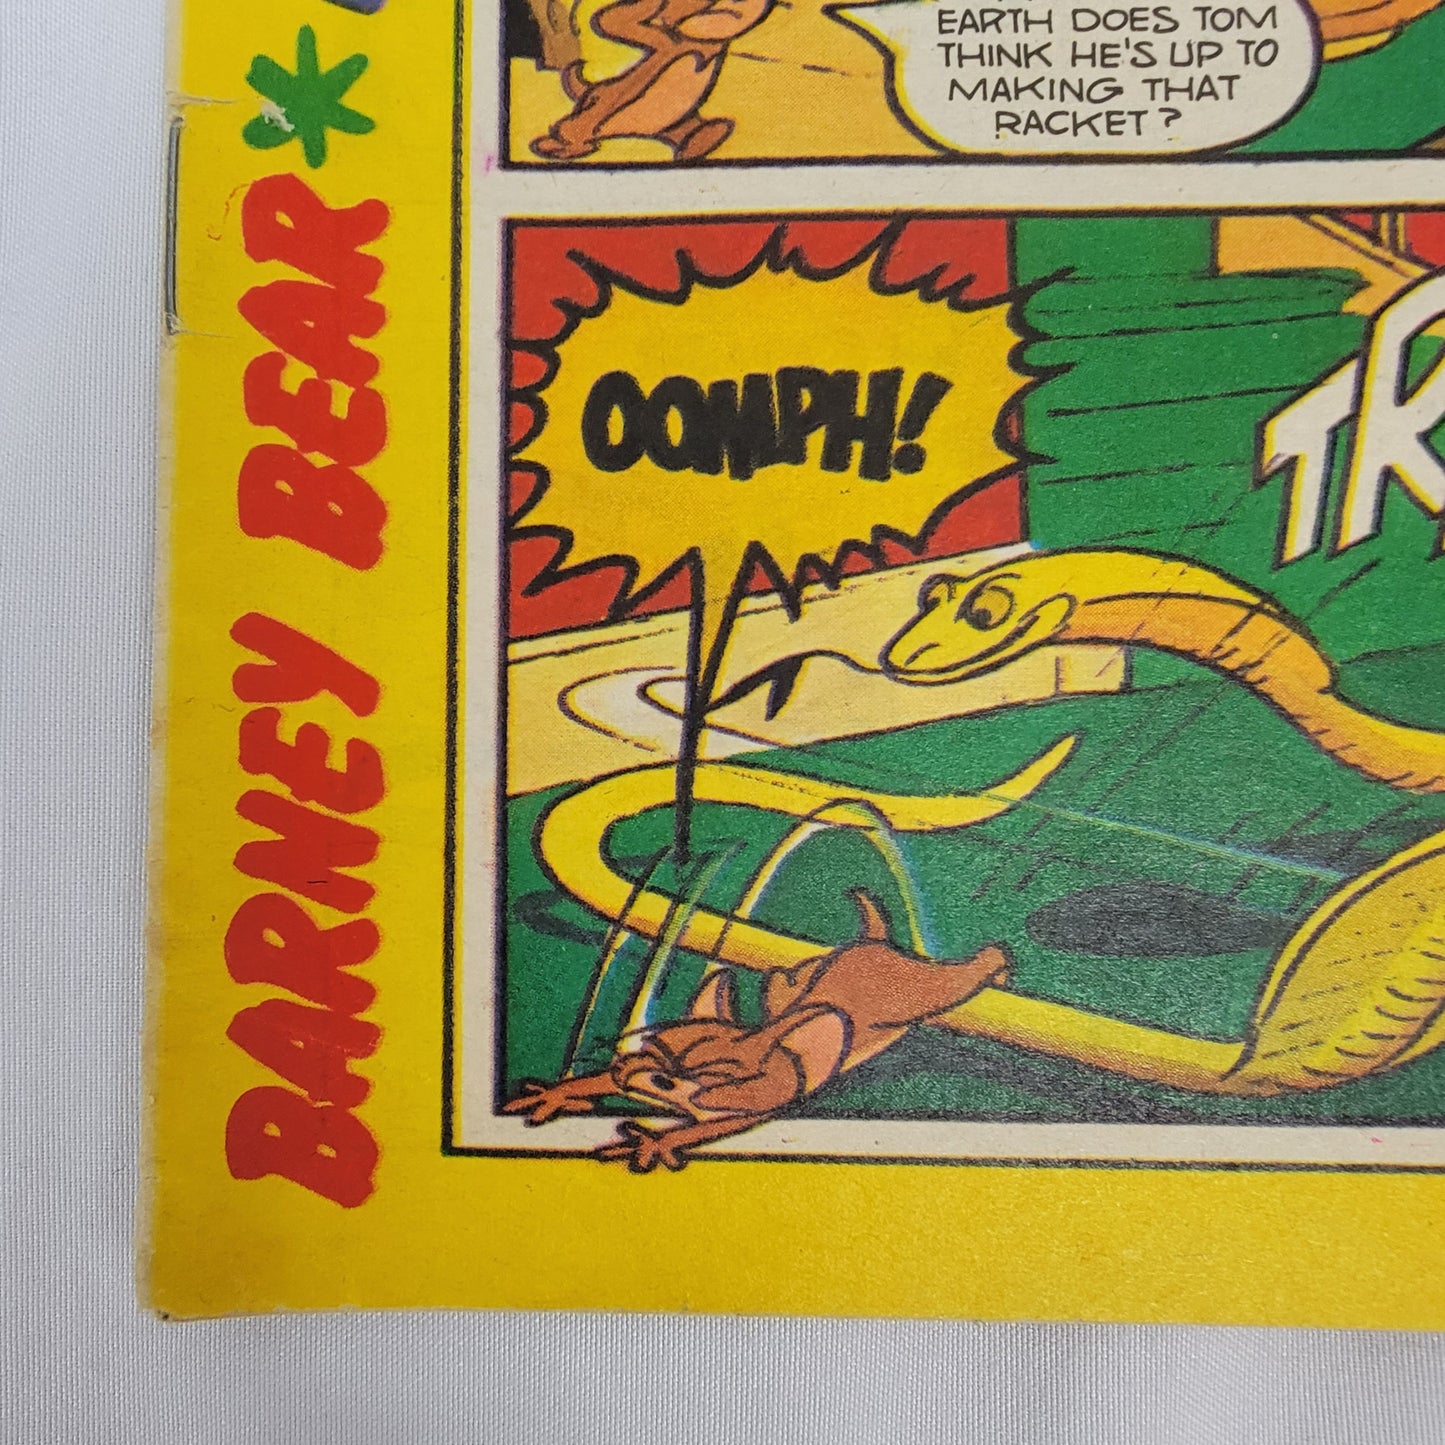 EARTH DOES TOM
THINK HE'S UP TO
MAKING THAT
RACKET?
OOMPH!
BARNEY BEAR